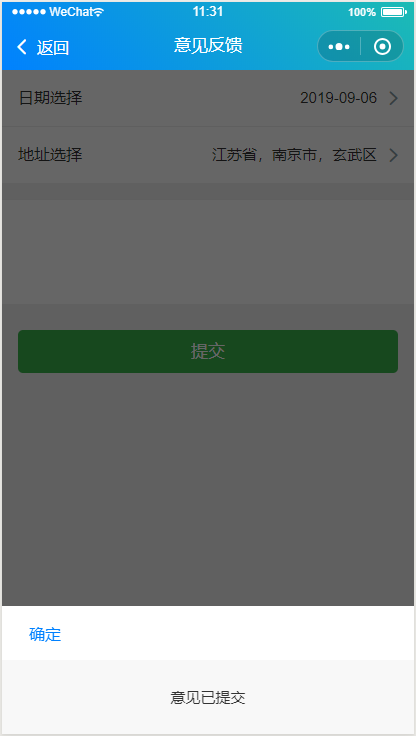 WeChat 11:31 100%
返回 意见反馈
日期选择 2019-09-06
地址选择 江苏省，南京市，玄武区
提交
确定
意见已提交